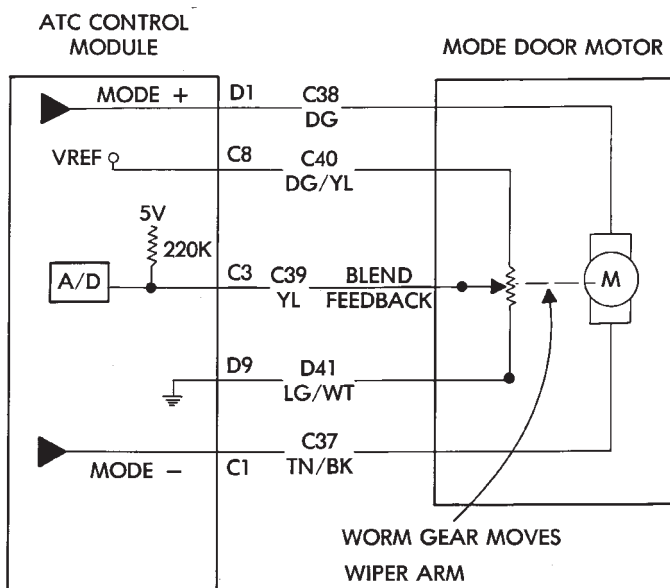 ATC CONTROL
MODULE
MODE DOOR MOTOR
MODE +
D1
C38
DG
VREF
C8
C40
DG/YL
5V
220K
A/D
C3
C39
YL
BLEND
FEEDBACK
M
D9
D41
LG/WT
MODE −
C1
C37
TN/BK
WORM GEAR MOVES
WIPER ARM